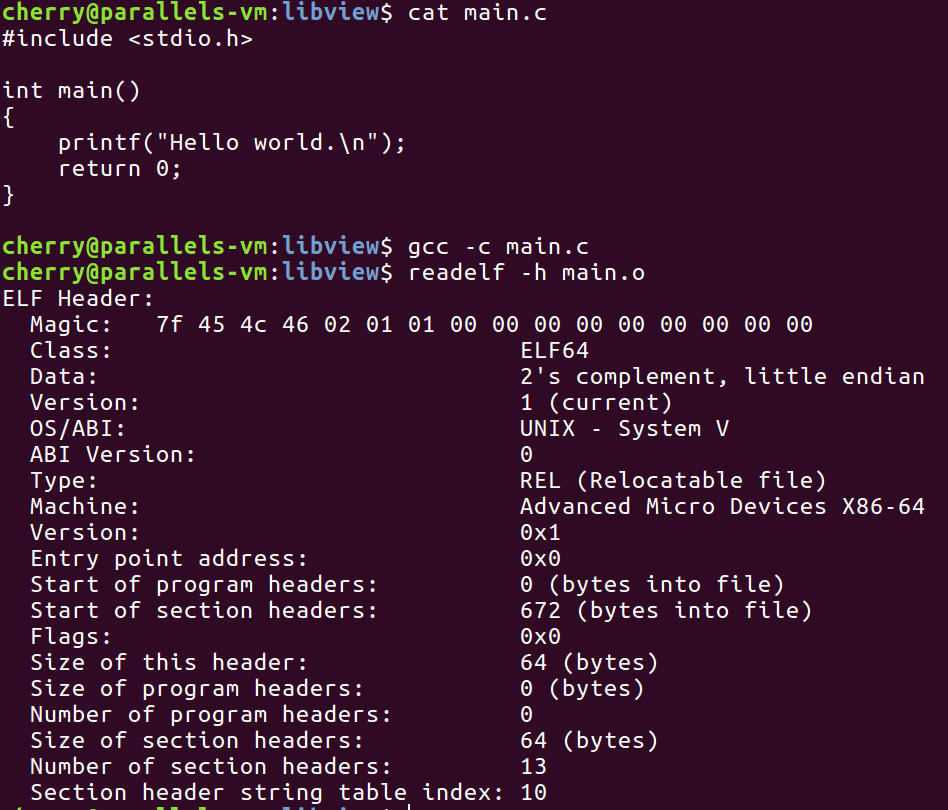 cherry@parallels-vm:libview$ cat main.c
#include <stdio.h>

int main()
{
    printf("Hello world.\n");
    return 0;
}

cherry@parallels-vm:libview$ gcc -c main.c
cherry@parallels-vm:libview$ readelf -h main.o
ELF Header:
  Magic:   7f 45 4c 46 02 01 01 00 00 00 00 00 00 00 00 00
  Class:                             ELF64
  Data:                              2's complement, little endian
  Version:                           1 (current)
  OS/ABI:                            UNIX - System V
  ABI Version:                       0
  Type:                              REL (Relocatable file)
  Machine:                           Advanced Micro Devices X86-64
  Version:                           0x1
  Entry point address:               0x0
  Start of program headers:          0 (bytes into file)
  Start of section headers:          672 (bytes into file)
  Flags:                             0x0
  Size of this header:               64 (bytes)
  Size of program headers:           0 (bytes)
  Number of program headers:         0
  Size of section headers:           64 (bytes)
  Number of section headers:         13
  Section header string table index: 10